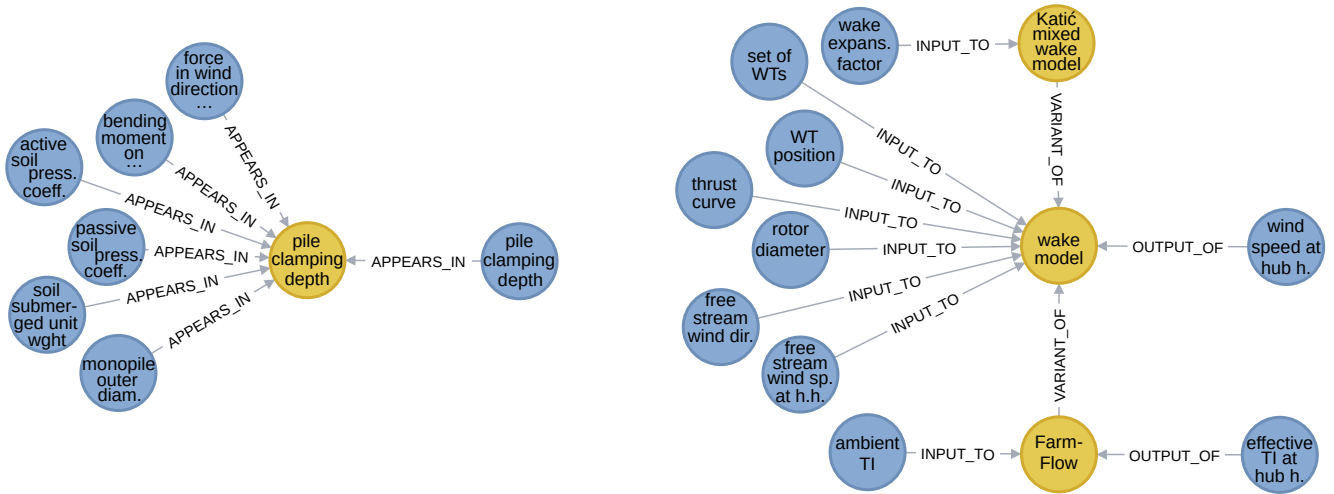 force
in wind
direction
...
APPEARS_IN
bending
moment
on ...
APPEARS_IN
active
soil
press.
coeff.
APPEARS_IN
passive
soil
press.
coeff.
APPEARS_IN
soil
submer-
ged unit
wght
APPEARS_IN
monopile
outer
diam.
APPEARS_IN
pile
clamping
depth
APPEARS_IN
pile
clamping
depth
wake
expans.
factor
INPUT_TO
Katić
mixed
wake
model
VARIANT_OF
set of
WTs
INPUT_TO
WT
position
INPUT_TO
thrust
curve
INPUT_TO
rotor
diameter
INPUT_TO
free
stream
wind dir.
INPUT_TO
free
stream
wind sp.
at h.h.
INPUT_TO
wake
model
OUTPUT_OF
wind
speed at
hub h.
VARIANT_OF
ambient
TI
INPUT_TO
Farm-
Flow
OUTPUT_OF
effective
TI at
hub h.